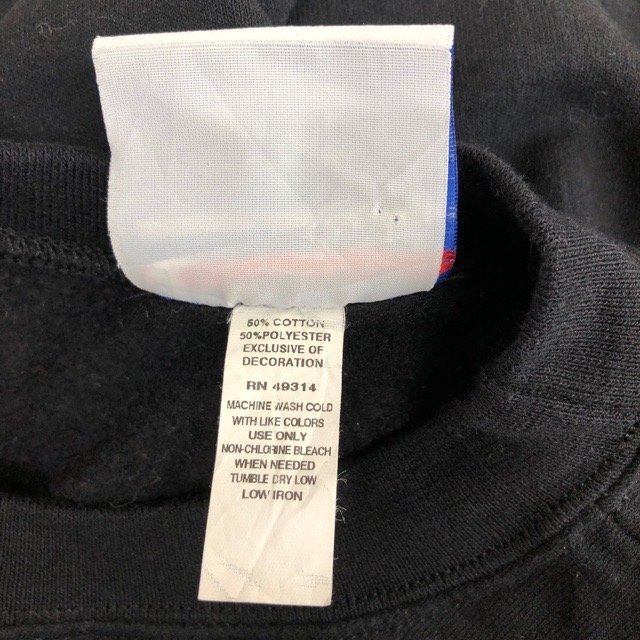 50% COTTON
50%POLYESTER
EXCLUSIVE OF
DECORATION
RN 49314
MACHINE WASH COLD
WITH LIKE COLORS
USE ONLY
NON-CHLORINE BLEACH
WHEN NEEDED
TUMBLE DRY LOW
LOW IRON